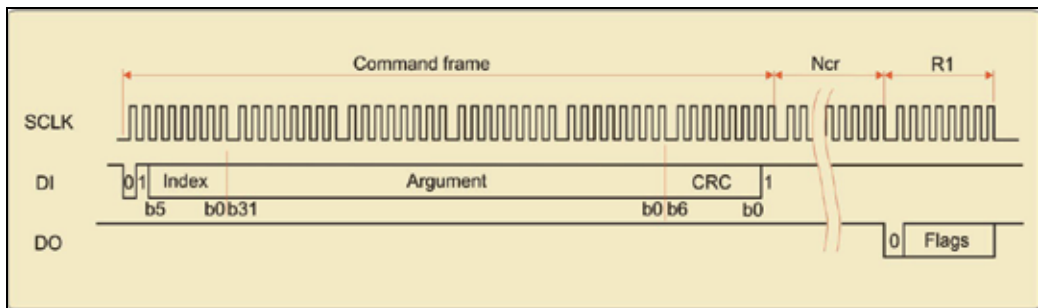 Command frame Ncr R1
SCLK
DI 0 1 Index Argument CRC 1
b5 b0 b31 b0 b6 b0
DO 0 Flags